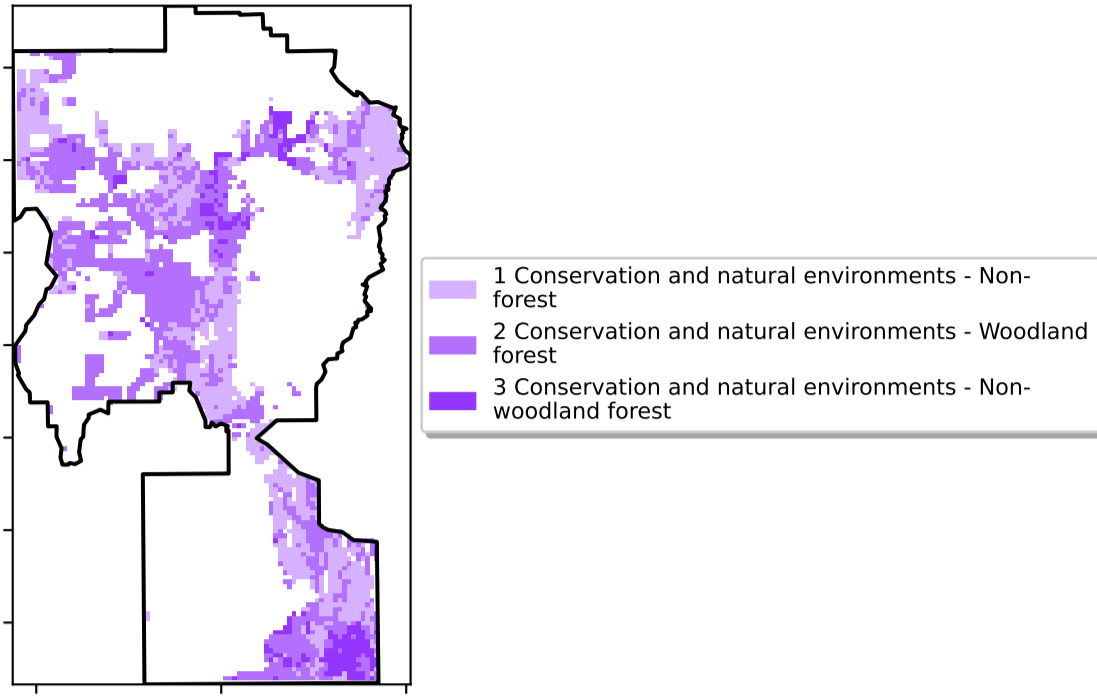 1 Conservation and natural environments - Non-
forest
2 Conservation and natural environments - Woodland
forest
3 Conservation and natural environments - Non-
woodland forest